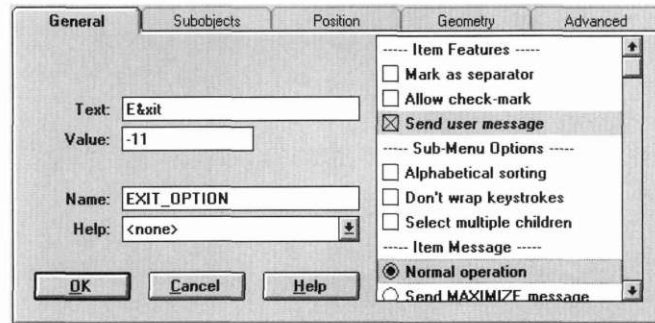 General Subobjects Position Geometry Advanced
Text: E&xit
Value: -11
Name: EXIT_OPTION
Help: <none>
OK Cancel Help
----- Item Features -----
Mark as separator
Allow check-mark
Send user message
----- Sub-Menu Options -----
Alphabetical sorting
Don't wrap keystrokes
Select multiple children
----- Item Message -----
Normal operation
Send MAXIMIZE message